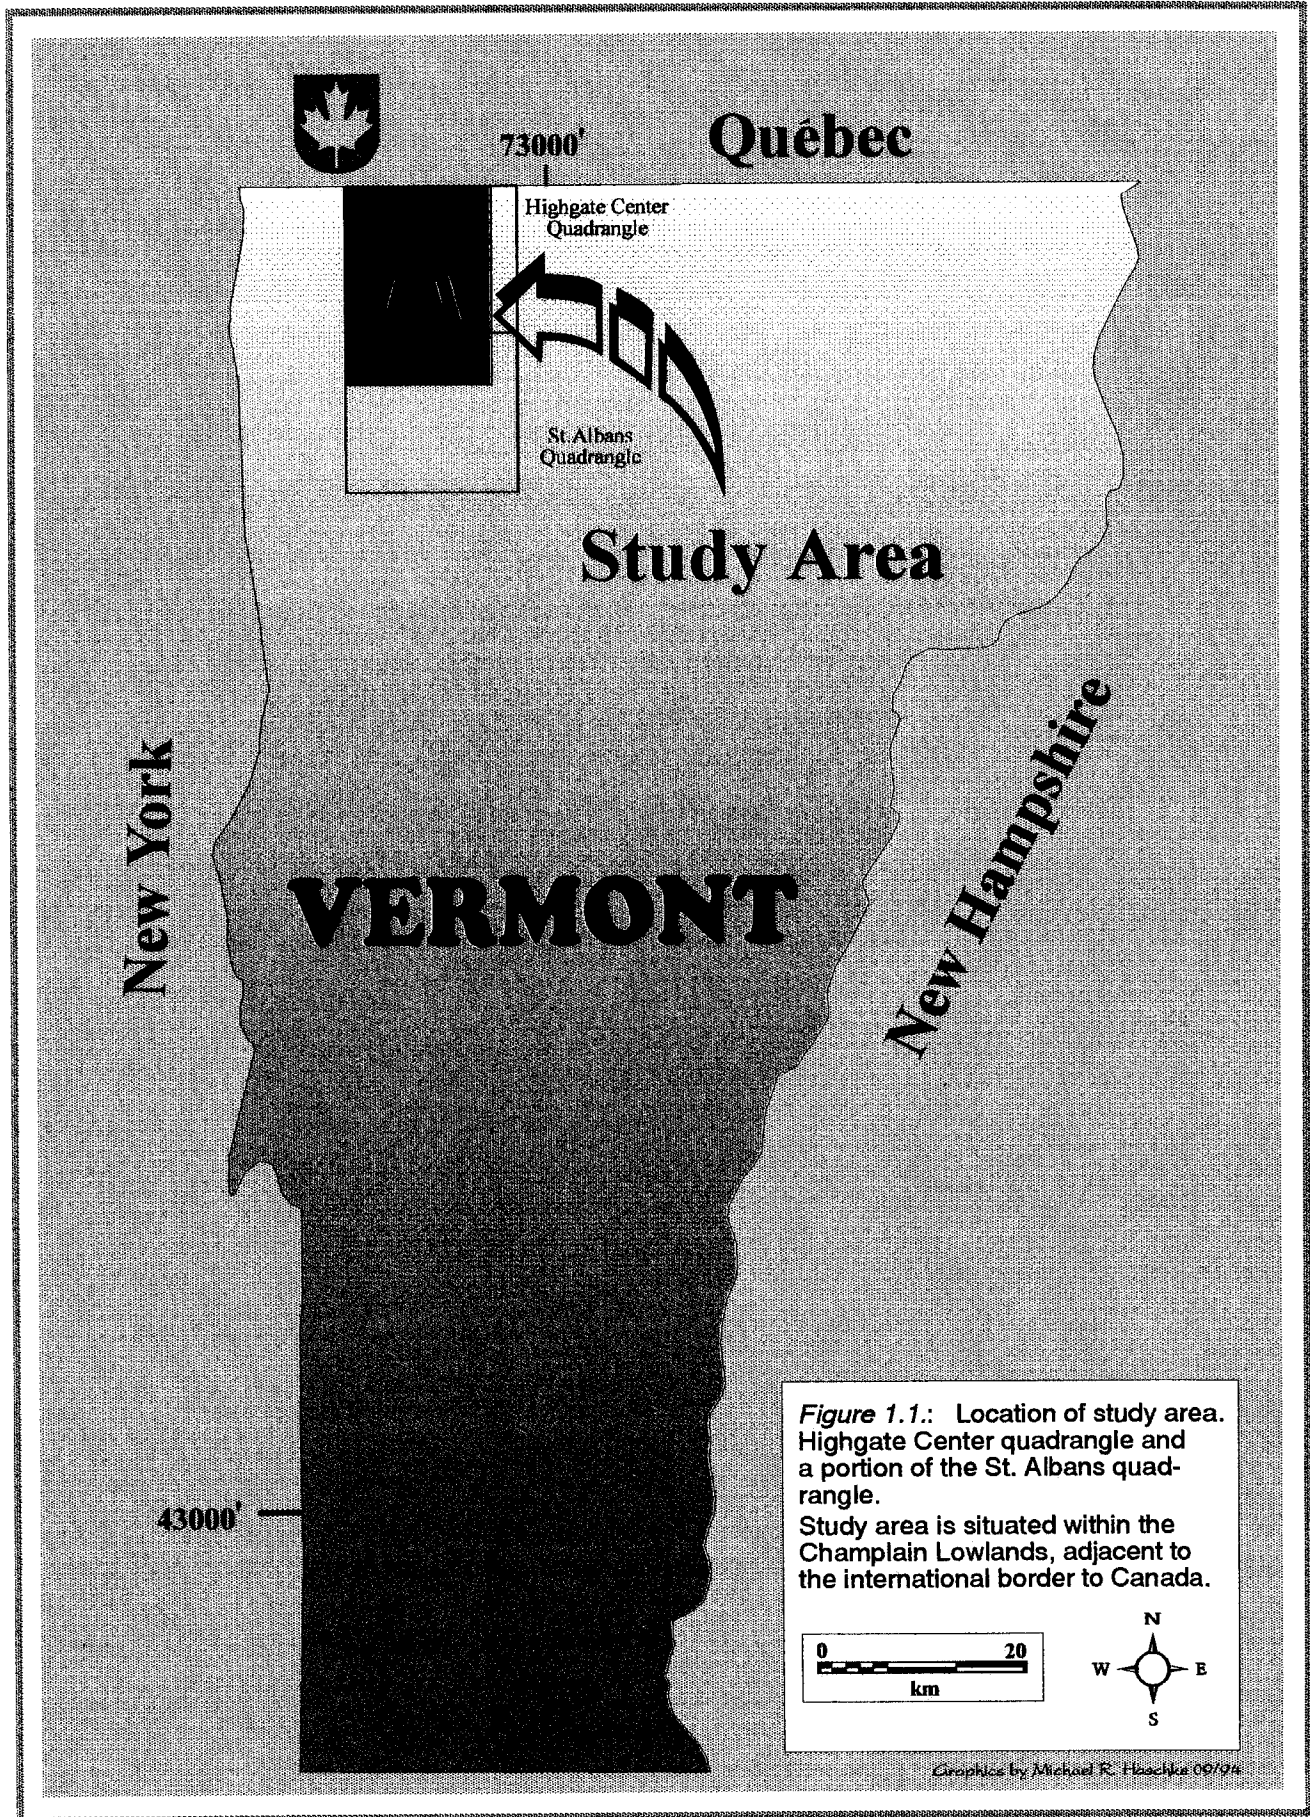 Québec
73000'
Highgate Center
Quadrangle
St. Albans
Quadrangle
Study Area
New York
New Hampshire
VERMONT
43000'
Figure 1.1.: Location of study area.
Highgate Center quadrangle and
a portion of the St. Albans quad-
rangle.
Study area is situated within the
Champlain Lowlands, adjacent to
the international border to Canada.
0 20
km
N
W E
S
Graphics by Michael R. Haschke 09/94